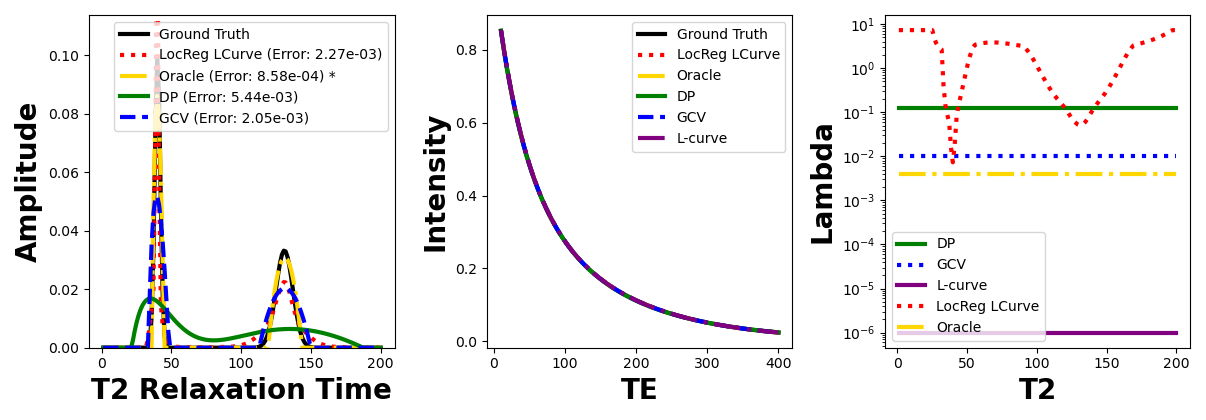 Amplitude
0.10
0.08
0.06
0.04
0.02
0.00
Ground Truth
LocReg LCurve (Error: 2.27e-03)
Oracle (Error: 8.58e-04) *
DP (Error: 5.44e-03)
GCV (Error: 2.05e-03)
0 50 100 150 200
T2 Relaxation Time
Intensity
0.8
0.6
0.4
0.2
0.0
Ground Truth
LocReg LCurve
Oracle
DP
GCV
L-curve
0 100 200 300 400
TE
Lambda
10^1
10^0
10^-1
10^-2
10^-3
10^-4
10^-5
10^-6
DP
GCV
L-curve
LocReg LCurve
Oracle
0 50 100 150 200
T2